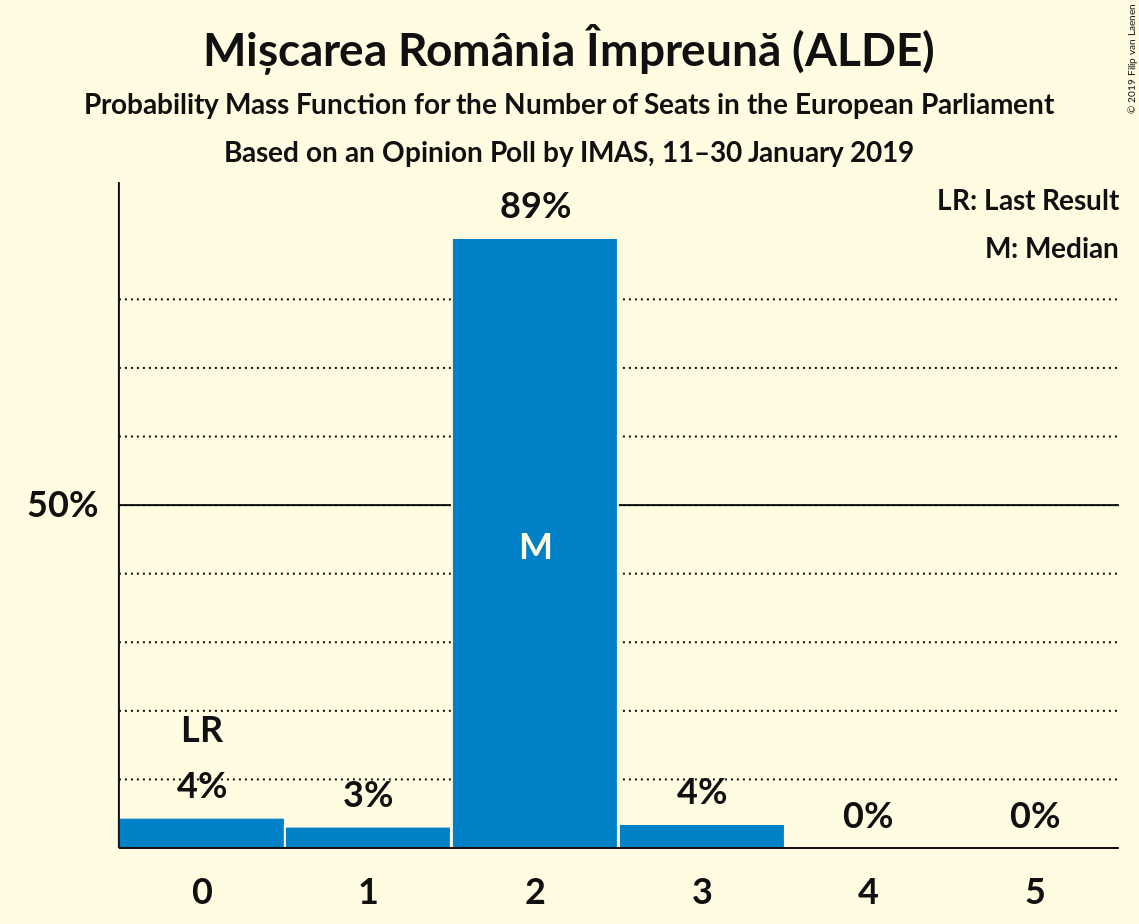 Mișcarea România Împreună (ALDE)
Probability Mass Function for the Number of Seats in the European Parliament
Based on an Opinion Poll by IMAS, 11–30 January 2019
© 2019 Filip van Laenen
LR: Last Result
M: Median
89%
50%
M
LR
4%
3%
4%
0%
0%
0 1 2 3 4 5